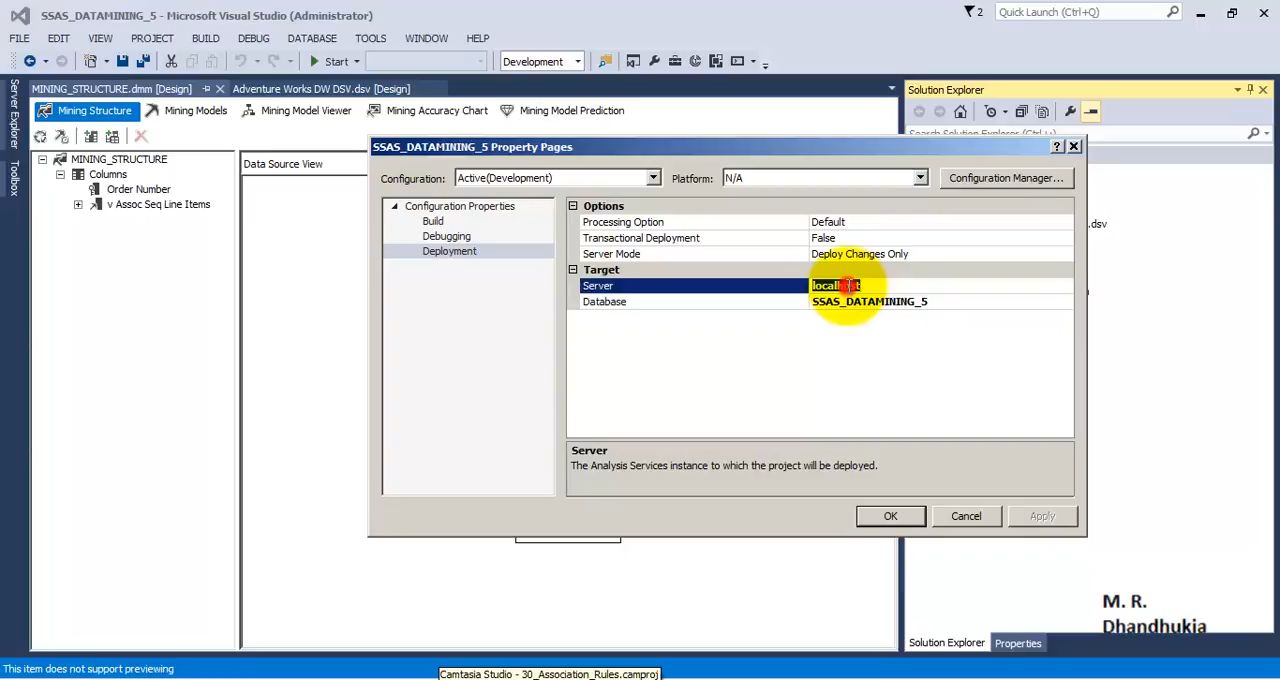 SSAS_DATAMINING_5 - Microsoft Visual Studio (Administrator)
2
Quick Launch (Ctrl+Q)
FILE EDIT VIEW PROJECT BUILD DEBUG DATABASE TOOLS WINDOW HELP
Start
Development
Server Explorer
Toolbox
MINING_STRUCTURE.dmm [Design]
Adventure Works DW DSV.dsv [Design]
Mining Structure
Mining Models
Mining Model Viewer
Mining Accuracy Chart
Mining Model Prediction
MINING_STRUCTURE
Columns
Order Number
v Assoc Seq Line Items
Data Source View
SSAS_DATAMINING_5 Property Pages
Configuration:
Active(Development)
Platform:
N/A
Configuration Manager...
Configuration Properties
Build
Debugging
Deployment
Options
Processing Option Default
Transactional Deployment False
Server Mode Deploy Changes Only
Target
Server
Database SSAS_DATAMINING_5
Server
The Analysis Services instance to which the project will be deployed.
OK
Cancel
Apply
Solution Explorer
.dsv
M. R.
Dhandhukia
Solution Explorer
Properties
This item does not support previewing
Camtasia Studio - 30_Association_Rules.camproj